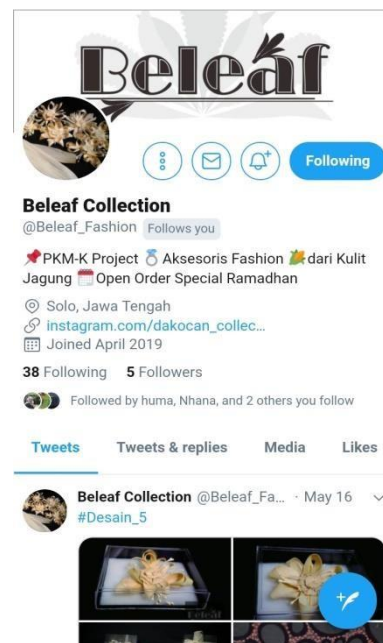 Beleaf
Following
Beleaf Collection
@Beleaf_Fashion Follows you
📌PKM-K Project 💍Aksesoris Fashion 🌽dari Kulit
Jagung 🗓Open Order Special Ramadhan
Solo, Jawa Tengah
instagram.com/dakocan_collec...
Joined April 2019
38 Following 5 Followers
Followed by huma, Nhana, and 2 others you follow
Tweets Tweets & replies Media Likes
Beleaf Collection @Beleaf_Fa... · May 16
#Desain_5
Beleaf